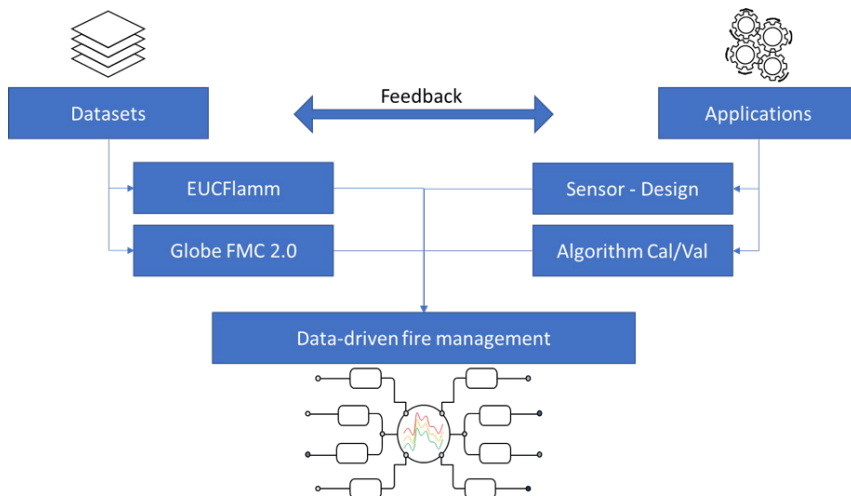 Feedback
Datasets
Applications
EUCFlamm
Sensor - Design
Globe FMC 2.0
Algorithm Cal/Val
Data-driven fire management